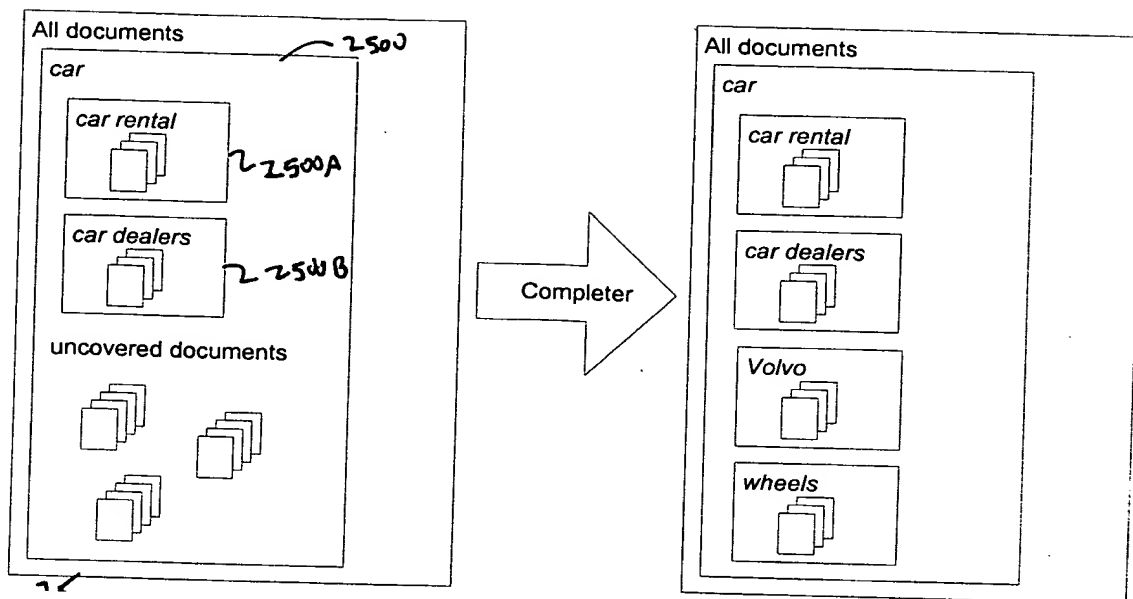 All documents
2500
car
car rental
2500A
car dealers
2500B
uncovered documents
Completer
All documents
car
car rental
car dealers
Volvo
wheels